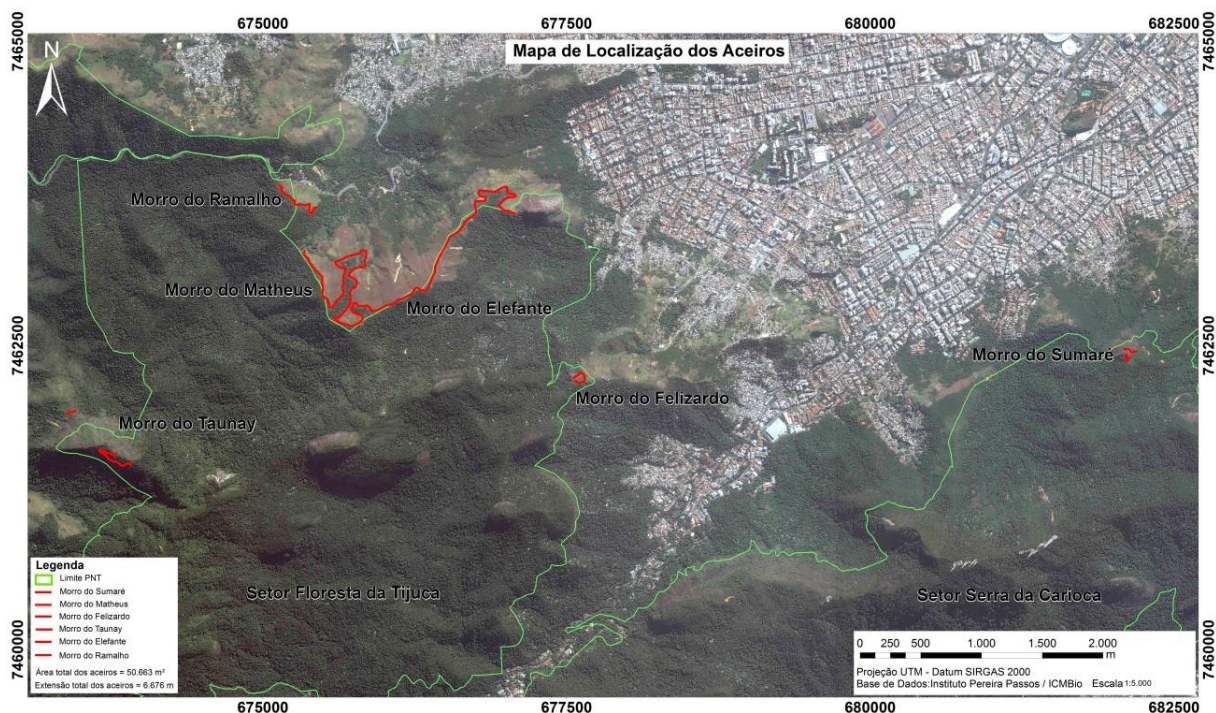 675000 677500 680000 682500
7465000 7465000
Mapa de Localização dos Aceiros
N
Morro do Ramalho
Morro do Matheus
Morro do Elefante
7462500 7462500
Morro do Sumaré
Morro do Felizardo
Morro do Taunay
Setor Floresta da Tijuca
Setor Serra da Carioca
Legenda
Limite PNT
Morro do Sumaré
Morro do Matheus
Morro do Felizardo
Morro do Taunay
Morro do Elefante
Morro do Ramalho
Área total dos aceiros = 50.663 m²
Extensão total dos aceiros = 6.676 m
0 250 500 1.000 1.500 2.000
m
Projeção UTM - Datum SIRGAS 2000
Base de Dados:Instituto Pereira Passos / ICMBio Escala 1:5.000
7460000 7460000
675000 677500 680000 682500